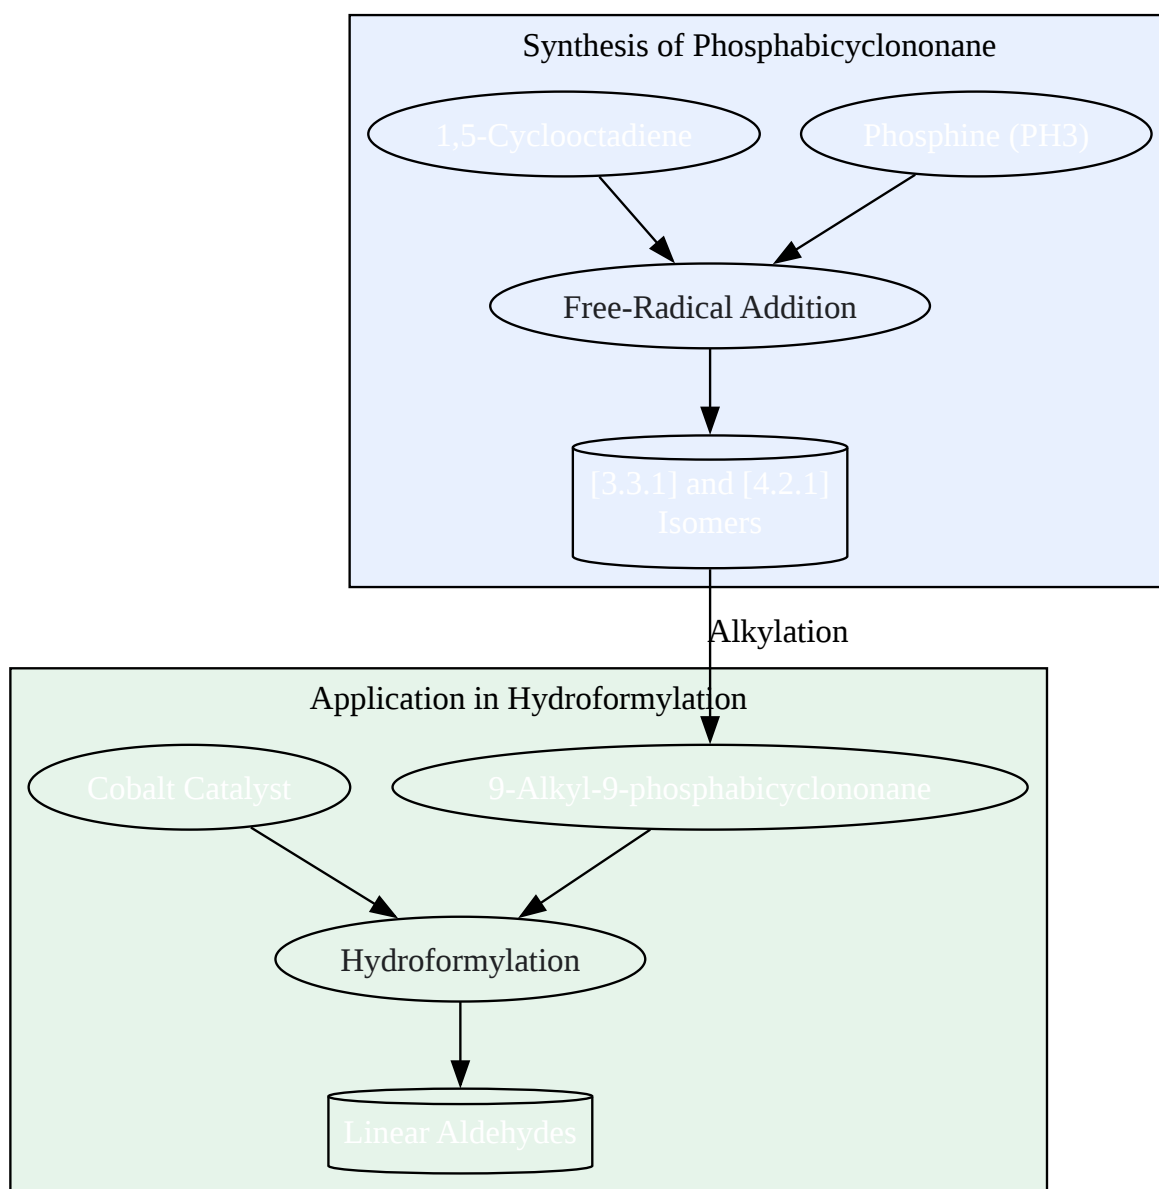 Synthesis of Phosphabicyclononane
1,5-Cyclooctadiene
Phosphine (PH3)
Free-Radical Addition
[3.3.1] and [4.2.1]
Isomers
Alkylation
Application in Hydroformylation
Cobalt Catalyst
9-Alkyl-9-phosphabicyclononane
Hydroformylation
Linear Aldehydes